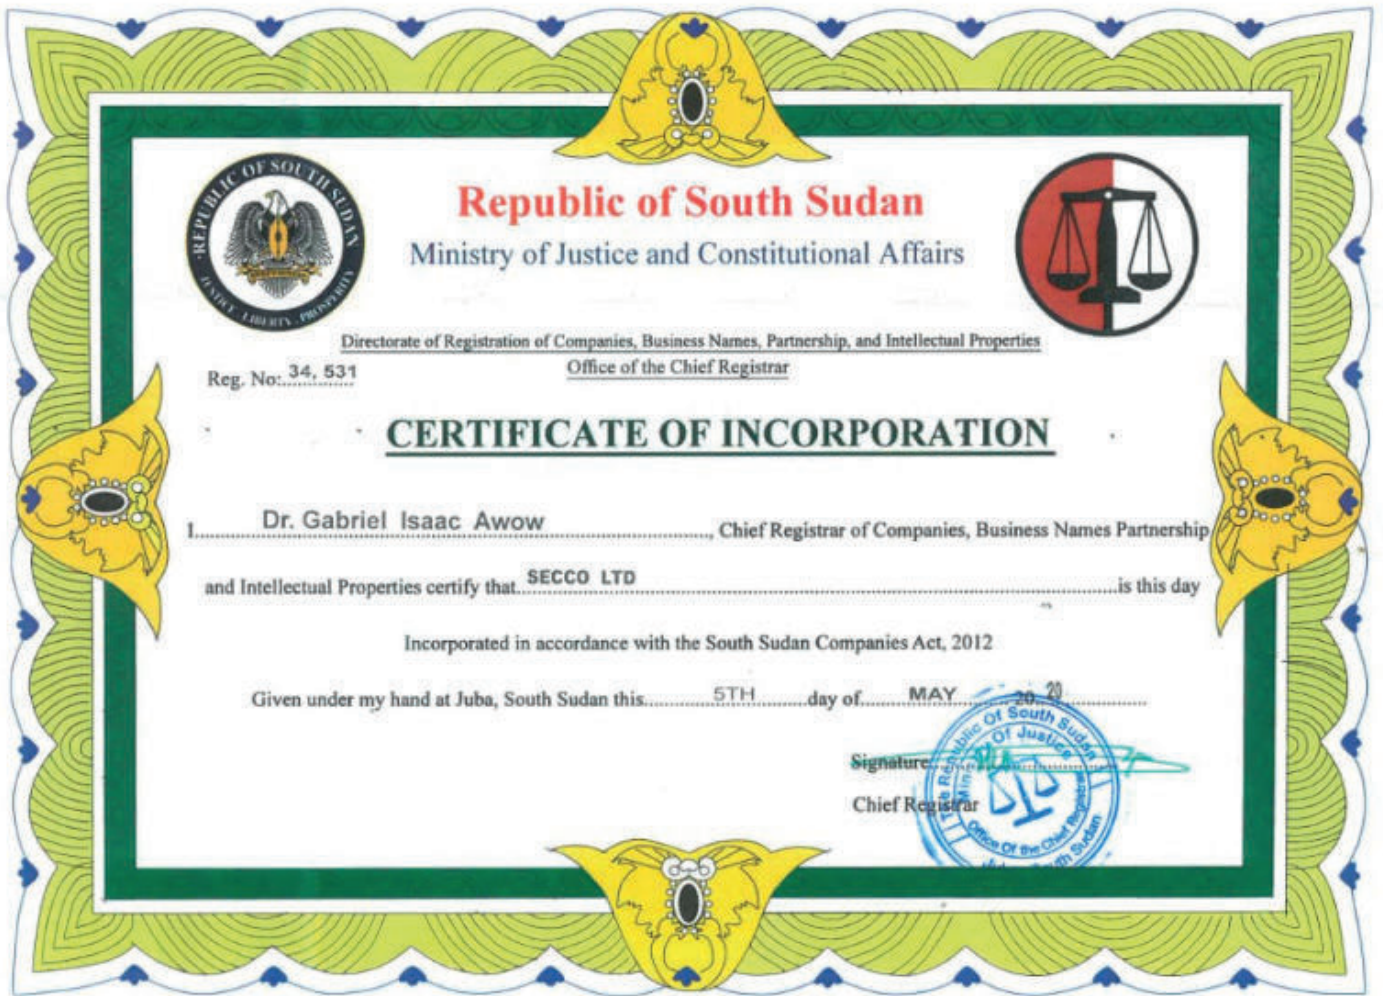 REPUBLIC OF SOUTH SUDAN
JUSTICE · LIBERTY · PROSPERITY
Republic of South Sudan
Ministry of Justice and Constitutional Affairs
Directorate of Registration of Companies, Business Names, Partnership, and Intellectual Properties
Office of the Chief Registrar
Reg. No: 34, 531
CERTIFICATE OF INCORPORATION
I Dr. Gabriel Isaac Awow, Chief Registrar of Companies, Business Names Partnership
and Intellectual Properties certify that SECCO LTD is this day
Incorporated in accordance with the South Sudan Companies Act, 2012
Given under my hand at Juba, South Sudan this 5TH day of MAY 20 20
Signature
Chief Registrar
The Republic Of South Sudan
Ministry Of Justice
Office Of the Chief Registrar
South Sudan